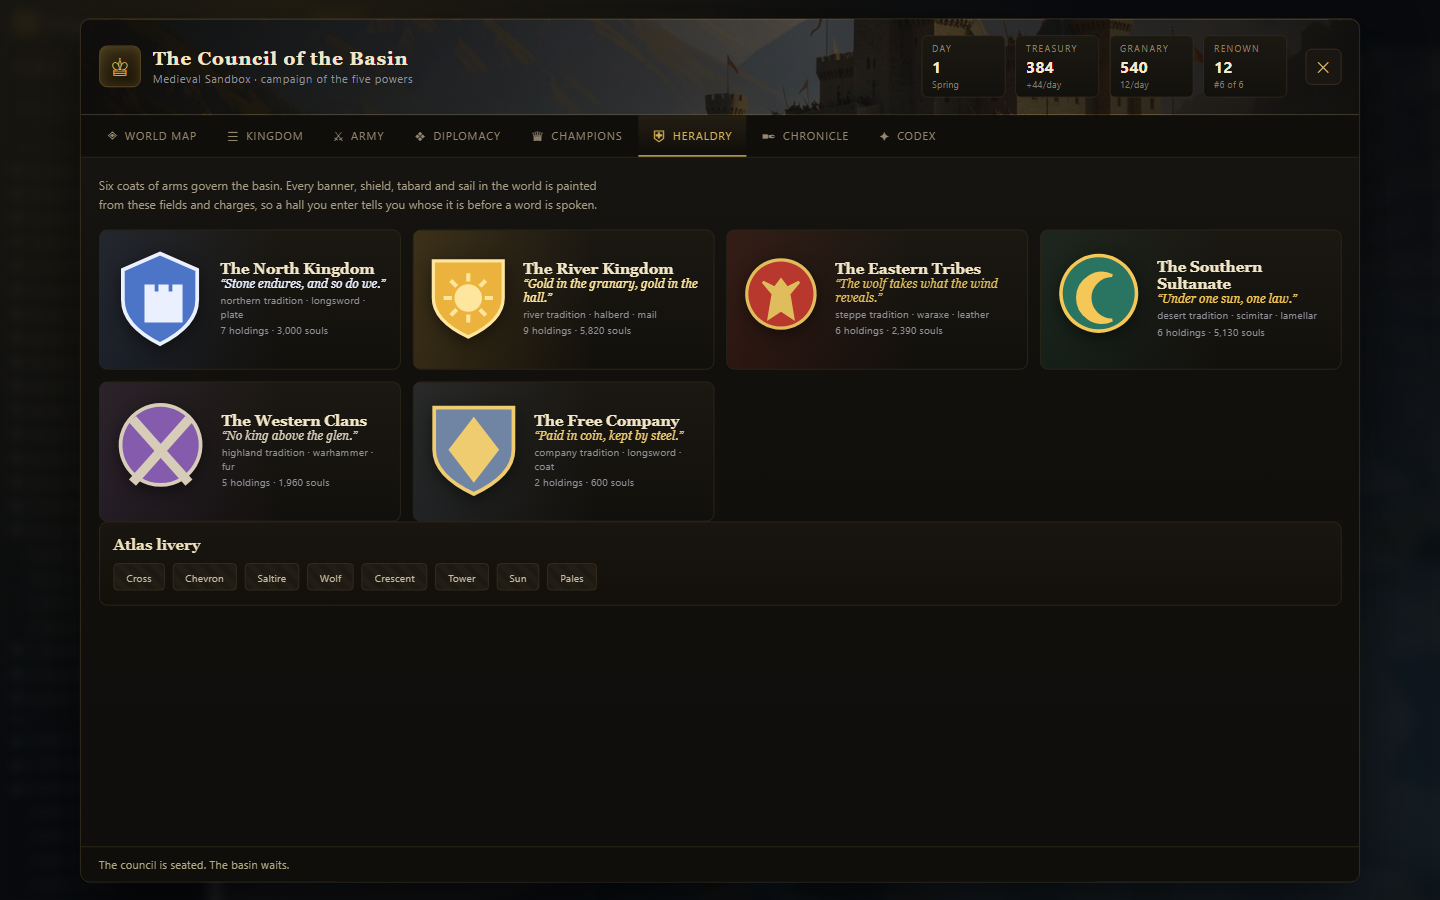 The Council of the Basin
Medieval Sandbox · campaign of the five powers
DAY
1
Spring
TREASURY
384
+44/day
GRANARY
540
12/day
RENOWN
12
#6 of 6
WORLD MAP
KINGDOM
ARMY
DIPLOMACY
CHAMPIONS
HERALDRY
CHRONICLE
CODEX
Six coats of arms govern the basin. Every banner, shield, tabard and sail in the world is painted
from these fields and charges, so a hall you enter tells you whose it is before a word is spoken.
The North Kingdom
“Stone endures, and so do we.”
northern tradition · longsword ·
plate
7 holdings · 3,000 souls
The River Kingdom
“Gold in the granary, gold in the
hall.”
river tradition · halberd · mail
9 holdings · 5,820 souls
The Eastern Tribes
“The wolf takes what the wind
reveals.”
steppe tradition · waraxe · leather
6 holdings · 2,390 souls
The Southern
Sultanate
“Under one sun, one law.”
desert tradition · scimitar · lamellar
6 holdings · 5,130 souls
The Western Clans
“No king above the glen.”
highland tradition · warhammer ·
fur
5 holdings · 1,960 souls
The Free Company
“Paid in coin, kept by steel.”
company tradition · longsword ·
coat
2 holdings · 600 souls
Atlas livery
Cross
Chevron
Saltire
Wolf
Crescent
Tower
Sun
Pales
The council is seated. The basin waits.